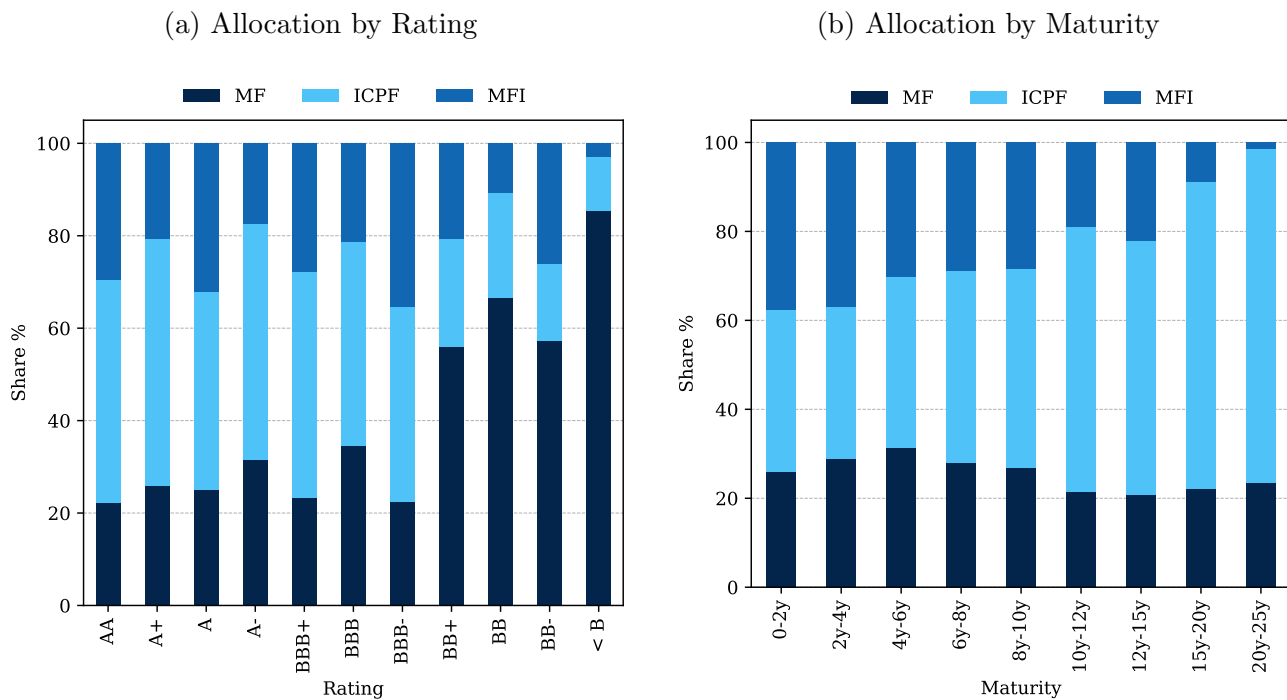 (a) Allocation by Rating
MF ICPF MFI
100
80
60
40
20
0
Share %
AA A+ A A- BBB+ BBB BBB- BB+ BB BB- < B
Rating
(b) Allocation by Maturity
MF ICPF MFI
100
80
60
40
20
0
Share %
0-2y 2y-4y 4y-6y 6y-8y 8y-10y 10y-12y 12y-15y 15y-20y 20y-25y
Maturity